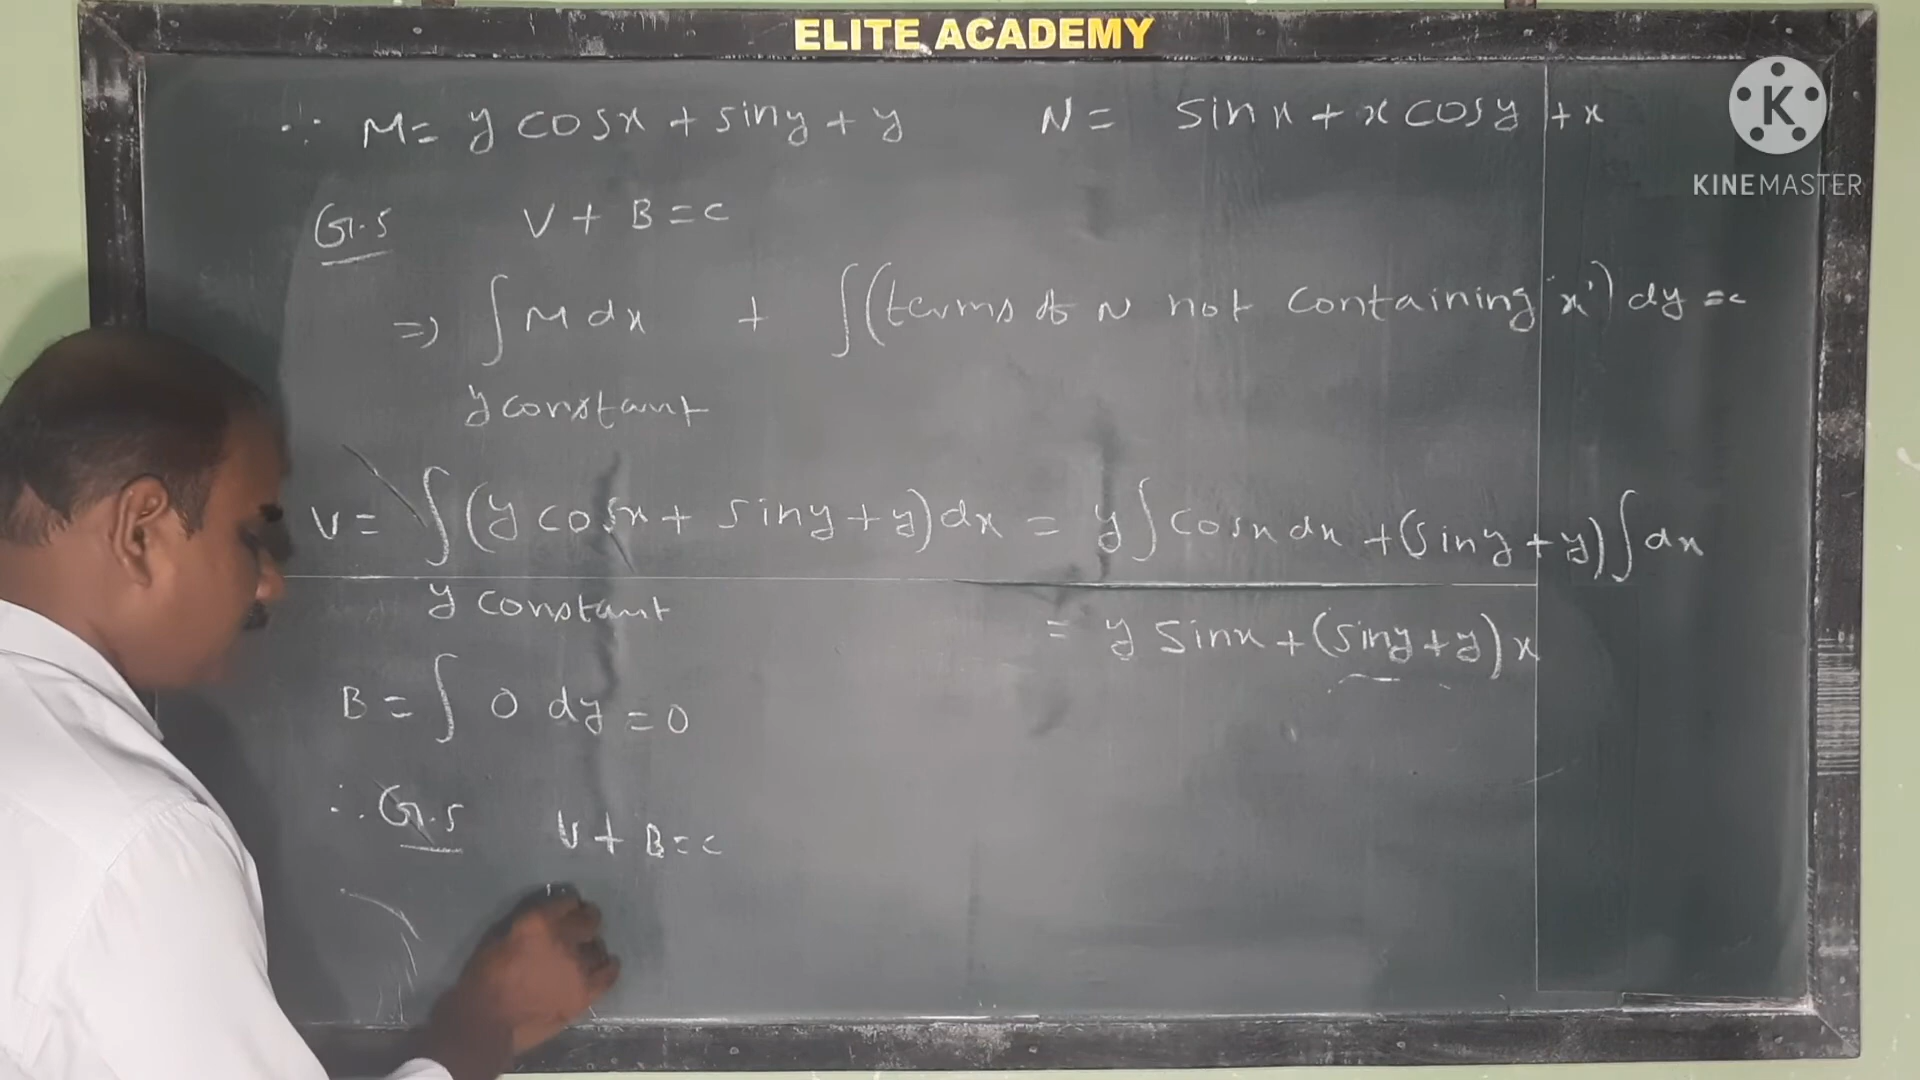 ELITE ACADEMY
KINEMASTER
∴ M = y cosx + siny + y N = sinx + x cosy + x
G.S V + B = c
⇒ ∫ M dx + ∫ (terms of N not containing 'x') dy = c
y constant
V = ∫ (y cosx + siny + y) dx = y ∫ cosx dx + (siny + y) ∫ dx
y constant
= y sinx + (siny + y) x
B = ∫ 0 dy = 0
∴ G.S V + B = c